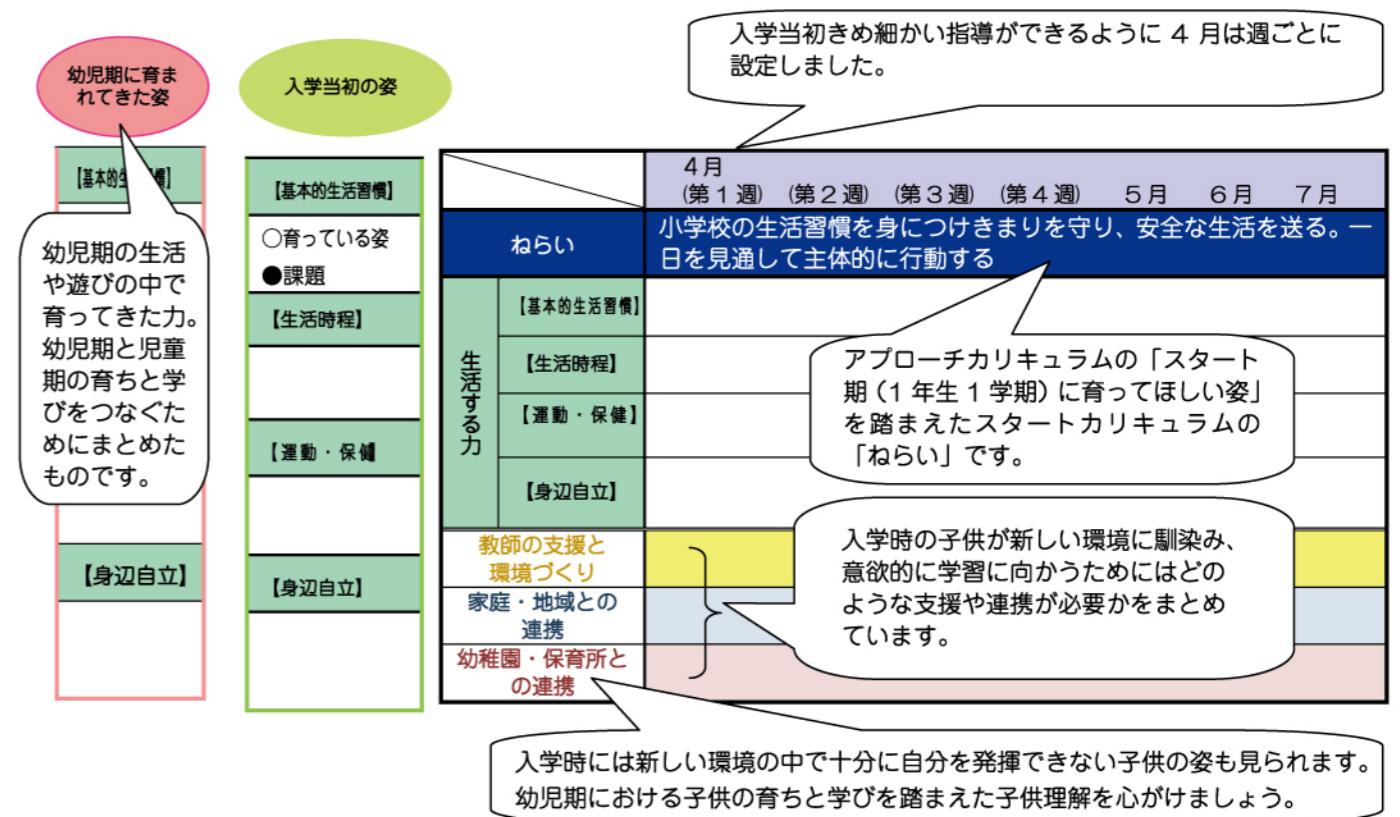 入学当初きめ細かい指導ができるように 4 月は週ごとに
設定しました。
幼児期に育ま
れてきた姿
入学当初の姿
【基本的生
慣】
幼児期の生活
や遊びの中で
育ってきた力。
幼児期と児童
期の育ちと学
びをつなぐた
めにまとめた
ものです。
【身辺自立】
【基本的生活習慣】
○育っている姿
●課題
【生活時程】
【運動・保健
【身辺自立】
4月
(第1週) (第2週) (第3週) (第4週) 5月 6月 7月
ねらい
小学校の生活習慣を身につけきまりを守り、安全な生活を送る。一
日を見通して主体的に行動する
生活する力
【基本的生活習慣】
【生活時程】
【運動・保健】
【身辺自立】
アプローチカリキュラムの「スタート
期（1 年生 1 学期）に育ってほしい姿」
を踏まえたスタートカリキュラムの
「ねらい」です。
教師の支援と
環境づくり
家庭・地域との
連携
幼稚園・保育所と
の連携
入学時の子供が新しい環境に馴染み、
意欲的に学習に向かうためにはどの
ような支援や連携が必要かをまとめ
ています。
入学時には新しい環境の中で十分に自分を発揮できない子供の姿も見られます。
幼児期における子供の育ちと学びを踏まえた子供理解を心がけましょう。